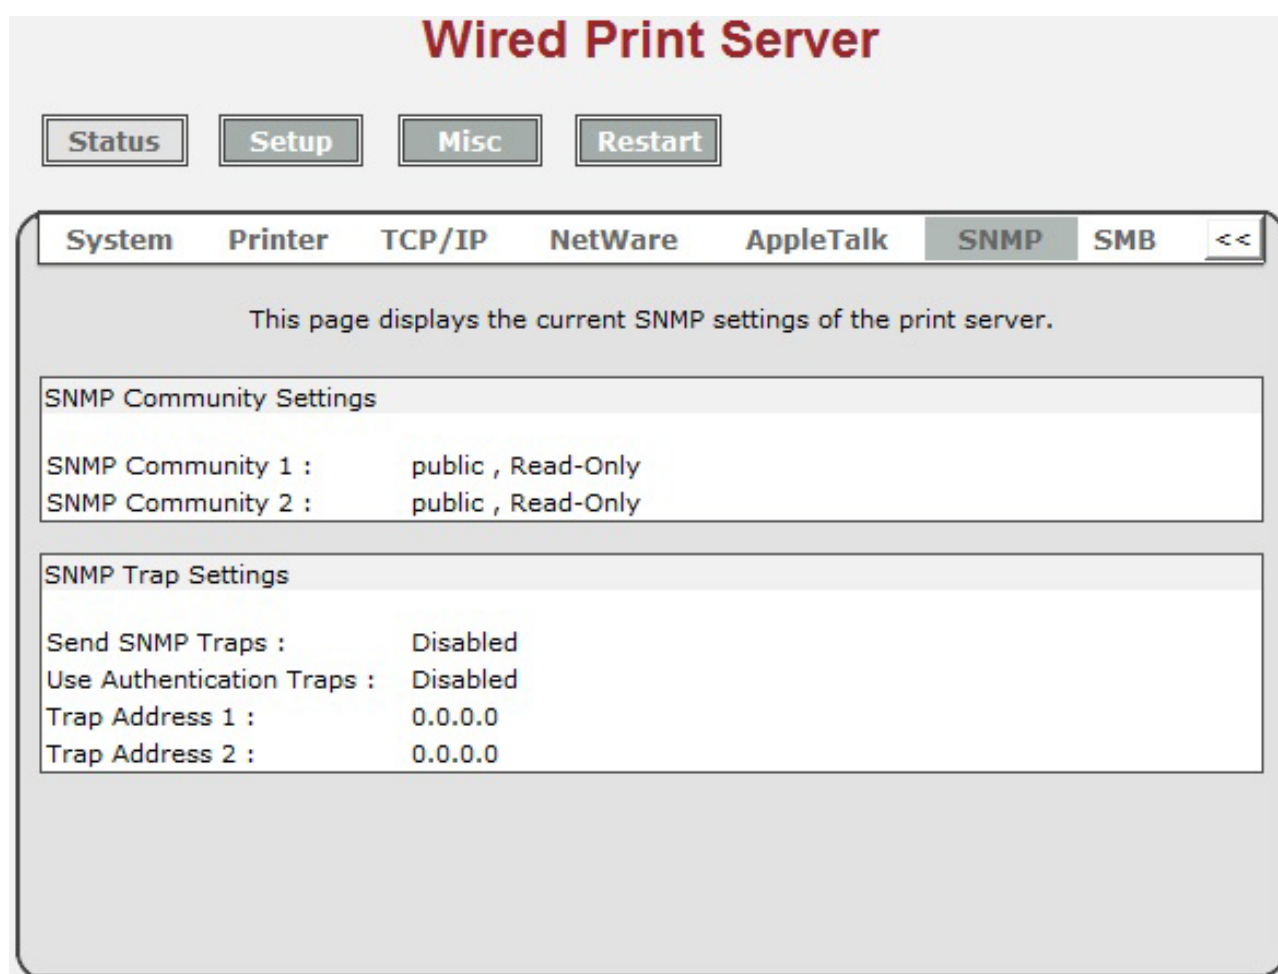 Wired Print Server
Status Setup Misc Restart
System Printer TCP/IP NetWare AppleTalk SNMP SMB <<
This page displays the current SNMP settings of the print server.
SNMP Community Settings
SNMP Community 1 : public , Read-Only
SNMP Community 2 : public , Read-Only
SNMP Trap Settings
Send SNMP Traps : Disabled
Use Authentication Traps : Disabled
Trap Address 1 : 0.0.0.0
Trap Address 2 : 0.0.0.0